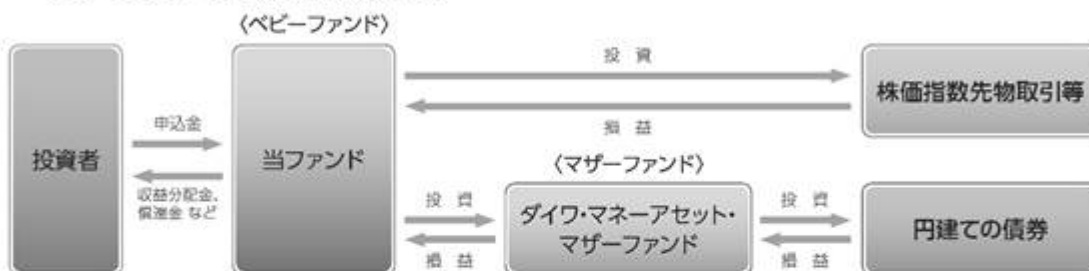 〈ベビーファンド〉
投資者
申込金
収益分配金、
償還金 など
当ファンド
投 資
損 益
株価指数先物取引等
〈マザーファンド〉
投 資
損 益
ダイワ・マネーアセット・
マザーファンド
投 資
損 益
円建ての債券